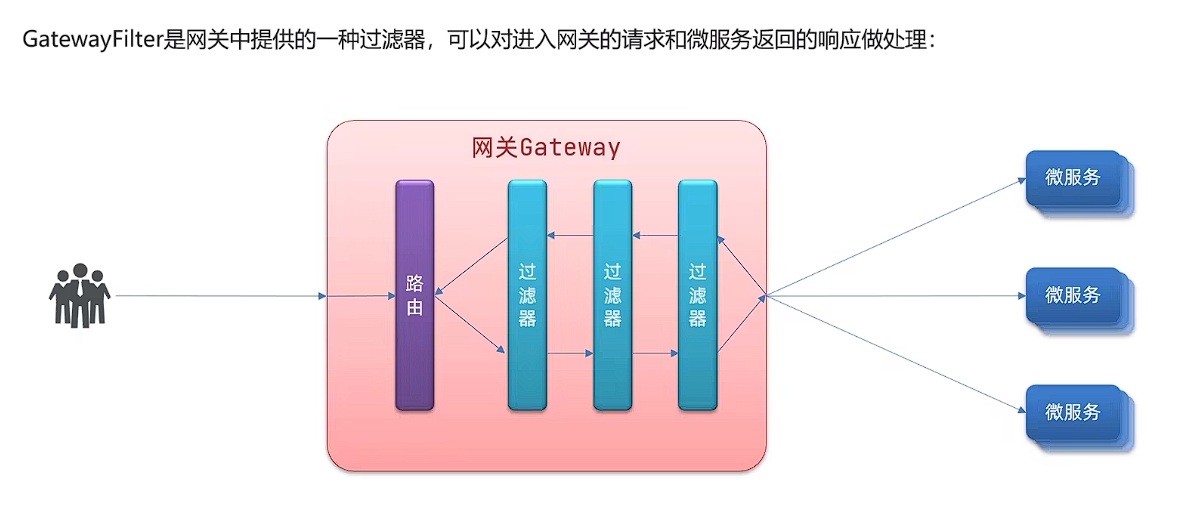 GatewayFilter是网关中提供的一种过滤器，可以对进入网关的请求和微服务返回的响应做处理：
网关Gateway
路由
过滤器
过滤器
过滤器
微服务
微服务
微服务